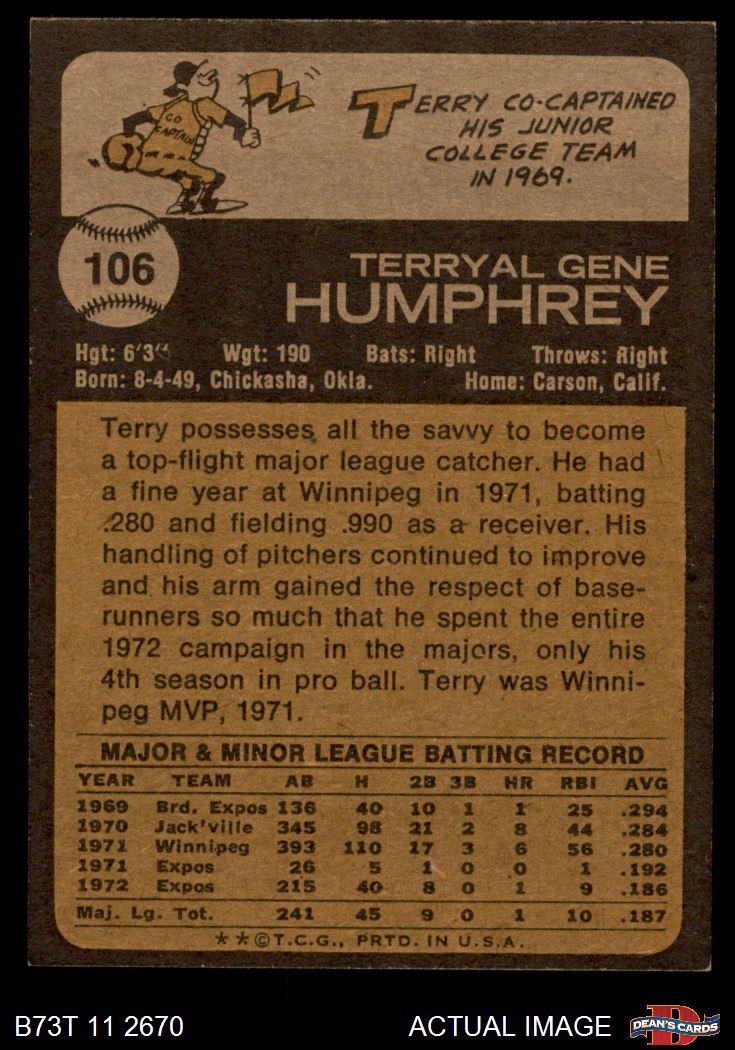 CO
CAPTAIN
TERRY CO-CAPTAINED
HIS JUNIOR
COLLEGE TEAM
IN 1969.
106
TERRYAL GENE
HUMPHREY
Hgt: 6'3" Wgt: 190 Bats: Right Throws: Right
Born: 8-4-49, Chickasha, Okla. Home: Carson, Calif.
Terry possesses all the savvy to become
a top-flight major league catcher. He had
a fine year at Winnipeg in 1971, batting
.280 and fielding .990 as a receiver. His
handling of pitchers continued to improve
and his arm gained the respect of base-
runners so much that he spent the entire
1972 campaign in the majors, only his
4th season in pro ball. Terry was Winni-
peg MVP, 1971.
MAJOR & MINOR LEAGUE BATTING RECORD
YEAR TEAM AB H 2B 3B HR RBI AVG
1969 Brd. Expos 136 40 10 1 1 25 .294
1970 Jack'ville 345 98 21 2 8 44 .284
1971 Winnipeg 393 110 17 3 6 56 .280
1971 Expos 26 5 1 0 0 1 .192
1972 Expos 215 40 8 0 1 9 .186
Maj. Lg. Tot. 241 45 9 0 1 10 .187
**©T.C.G., PRTD. IN U.S.A.
B73T 11 2670 ACTUAL IMAGE
D
DEAN'S CARDS